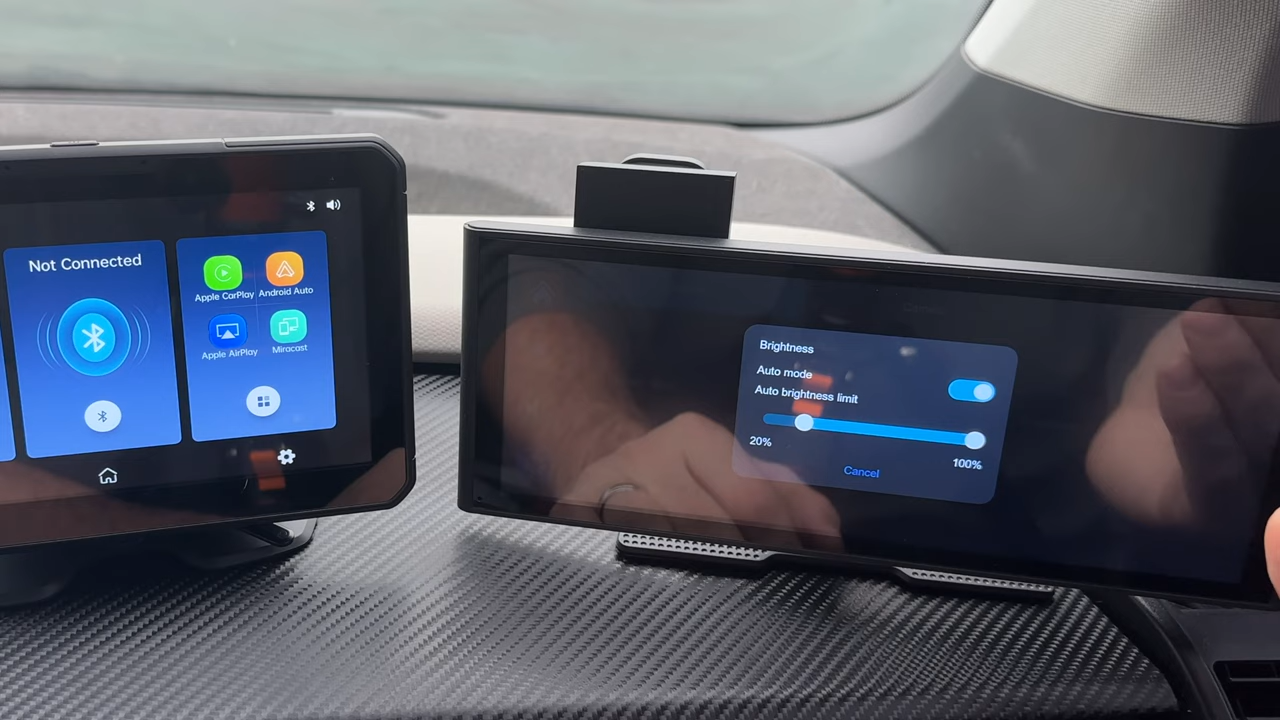 Not Connected
Apple CarPlay
Android Auto
Apple AirPlay
Miracast
Brightness
Auto mode
Auto brightness limit
20%
100%
Cancel